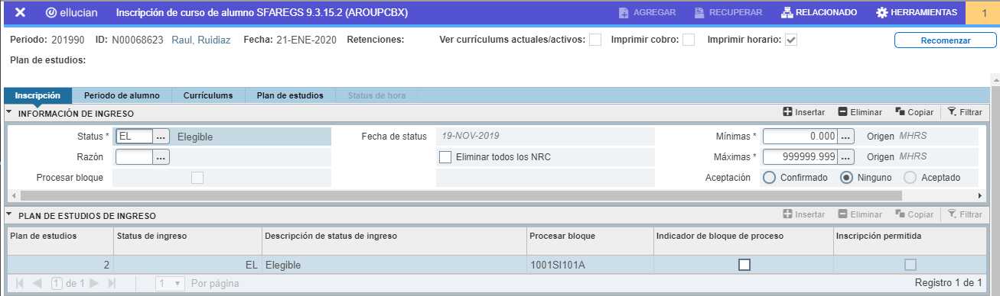 ellucian Inscripción de curso de alumno SFAREGS 9.3.15.2 (AROUPCBX) AGREGAR RECUPERAR RELACIONADO HERRAMIENTAS 1
Periodo: 201990 ID: N00068623 Raul, Ruidiaz Fecha: 21-ENE-2020 Retenciones: Ver currículums actuales/activos: Imprimir cobro: Imprimir horario: Recomenzar
Plan de estudios:
Inscripción Periodo de alumno Currículums Plan de estudios Status de hora
INFORMACIÓN DE INGRESO Insertar Eliminar Copiar Filtrar
Status * EL ... Elegible Fecha de status 19-NOV-2019 Mínimas * 0.000 ... Origen MHRS
Razón ... Eliminar todos los NRC Máximas * 999999.999 ... Origen MHRS
Procesar bloque Aceptación Confirmado Ninguno Aceptado
PLAN DE ESTUDIOS DE INGRESO Insertar Eliminar Copiar Filtrar
Plan de estudios Status de ingreso Descripción de status de ingreso Procesar bloque Indicador de bloque de proceso Inscripción permitida
2 EL Elegible 1001SI101A
1 de 1 1 Por página Registro 1 de 1